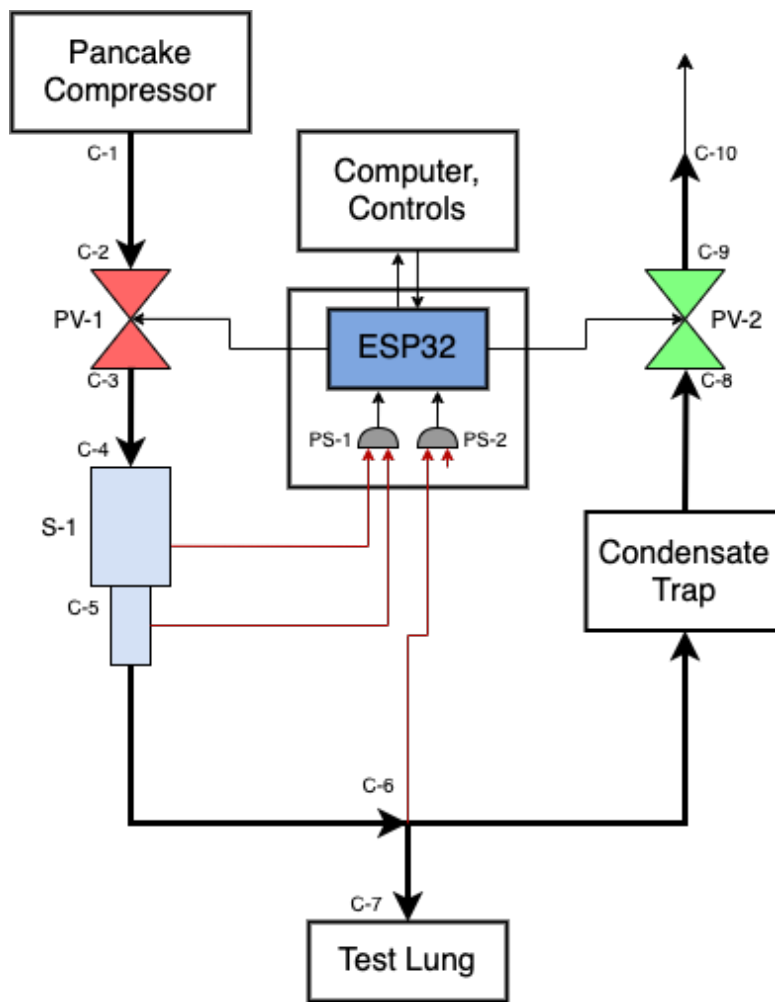 Pancake
Compressor
C-1
C-10
Computer,
Controls
C-2
C-9
PV-1
ESP32
PV-2
C-3
C-8
PS-1
PS-2
C-4
S-1
Condensate
Trap
C-5
C-6
C-7
Test Lung